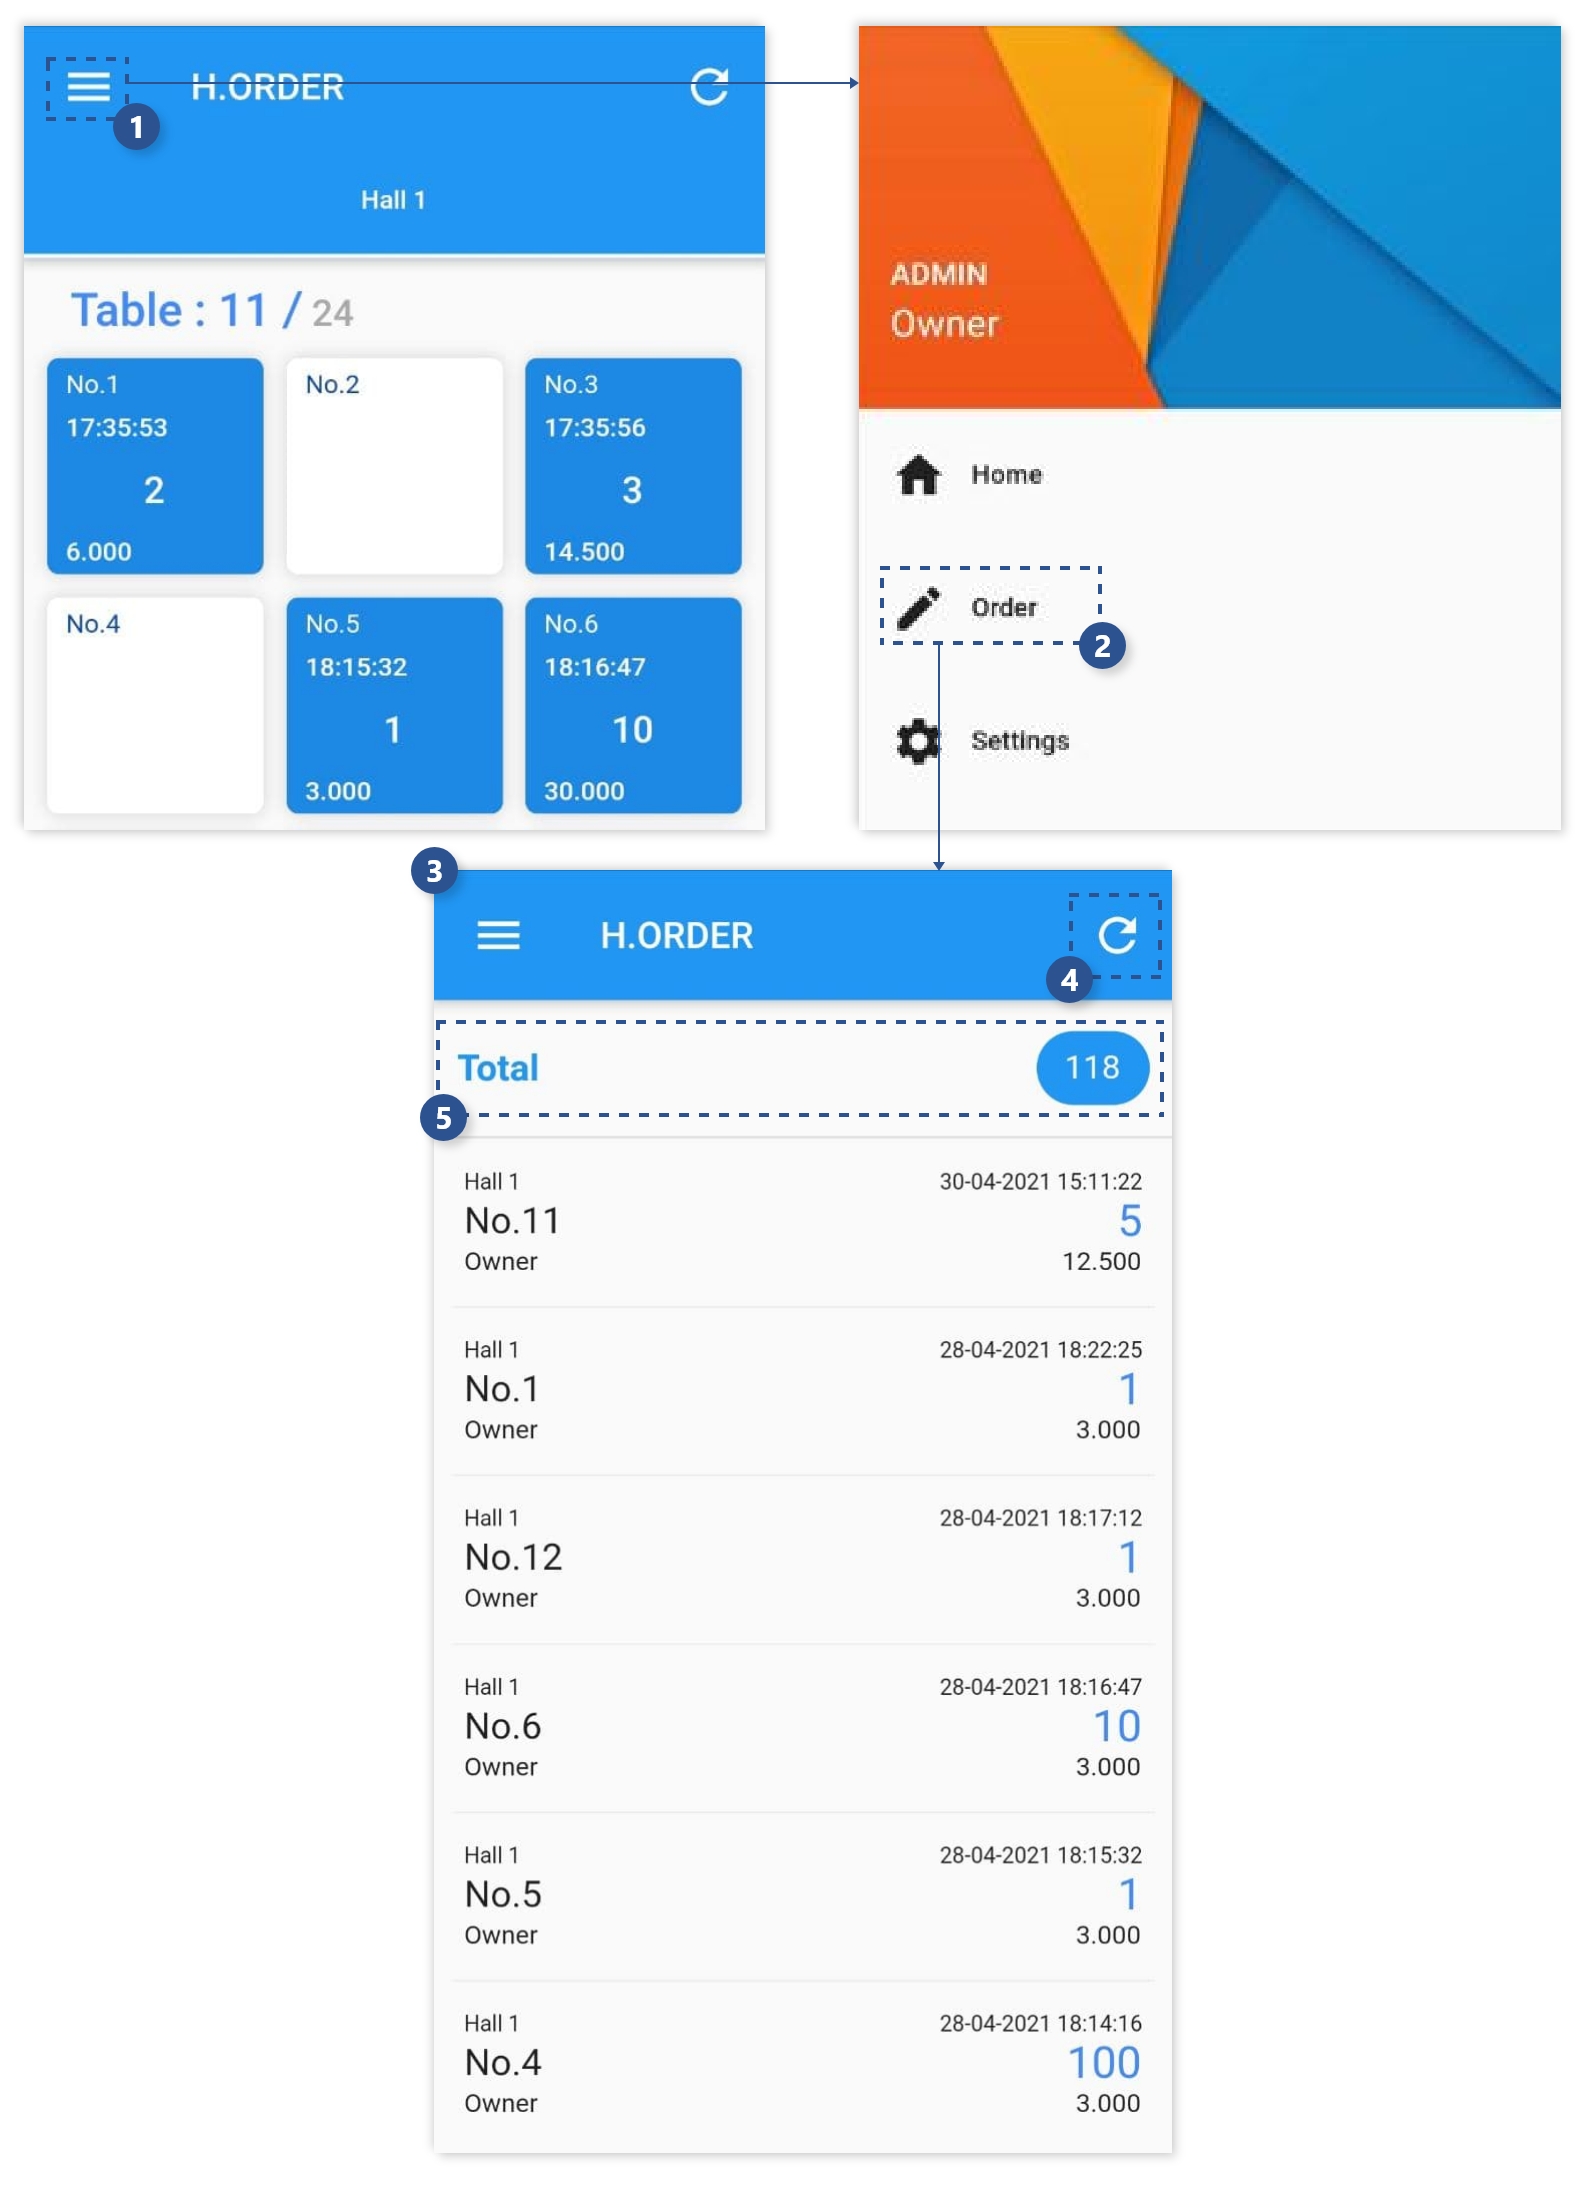 H.ORDER
1
Hall 1
Table : 11 / 24
No.1
17:35:53
2
6.000
No.2
No.3
17:35:56
3
14.500
No.4
No.5
18:15:32
1
3.000
No.6
18:16:47
10
30.000
ADMIN
Owner
Home
Order
2
Settings
3
H.ORDER
4
Total 118
5
Hall 1 30-04-2021 15:11:22
No.11 5
Owner 12.500
Hall 1 28-04-2021 18:22:25
No.1 1
Owner 3.000
Hall 1 28-04-2021 18:17:12
No.12 1
Owner 3.000
Hall 1 28-04-2021 18:16:47
No.6 10
Owner 3.000
Hall 1 28-04-2021 18:15:32
No.5 1
Owner 3.000
Hall 1 28-04-2021 18:14:16
No.4 100
Owner 3.000